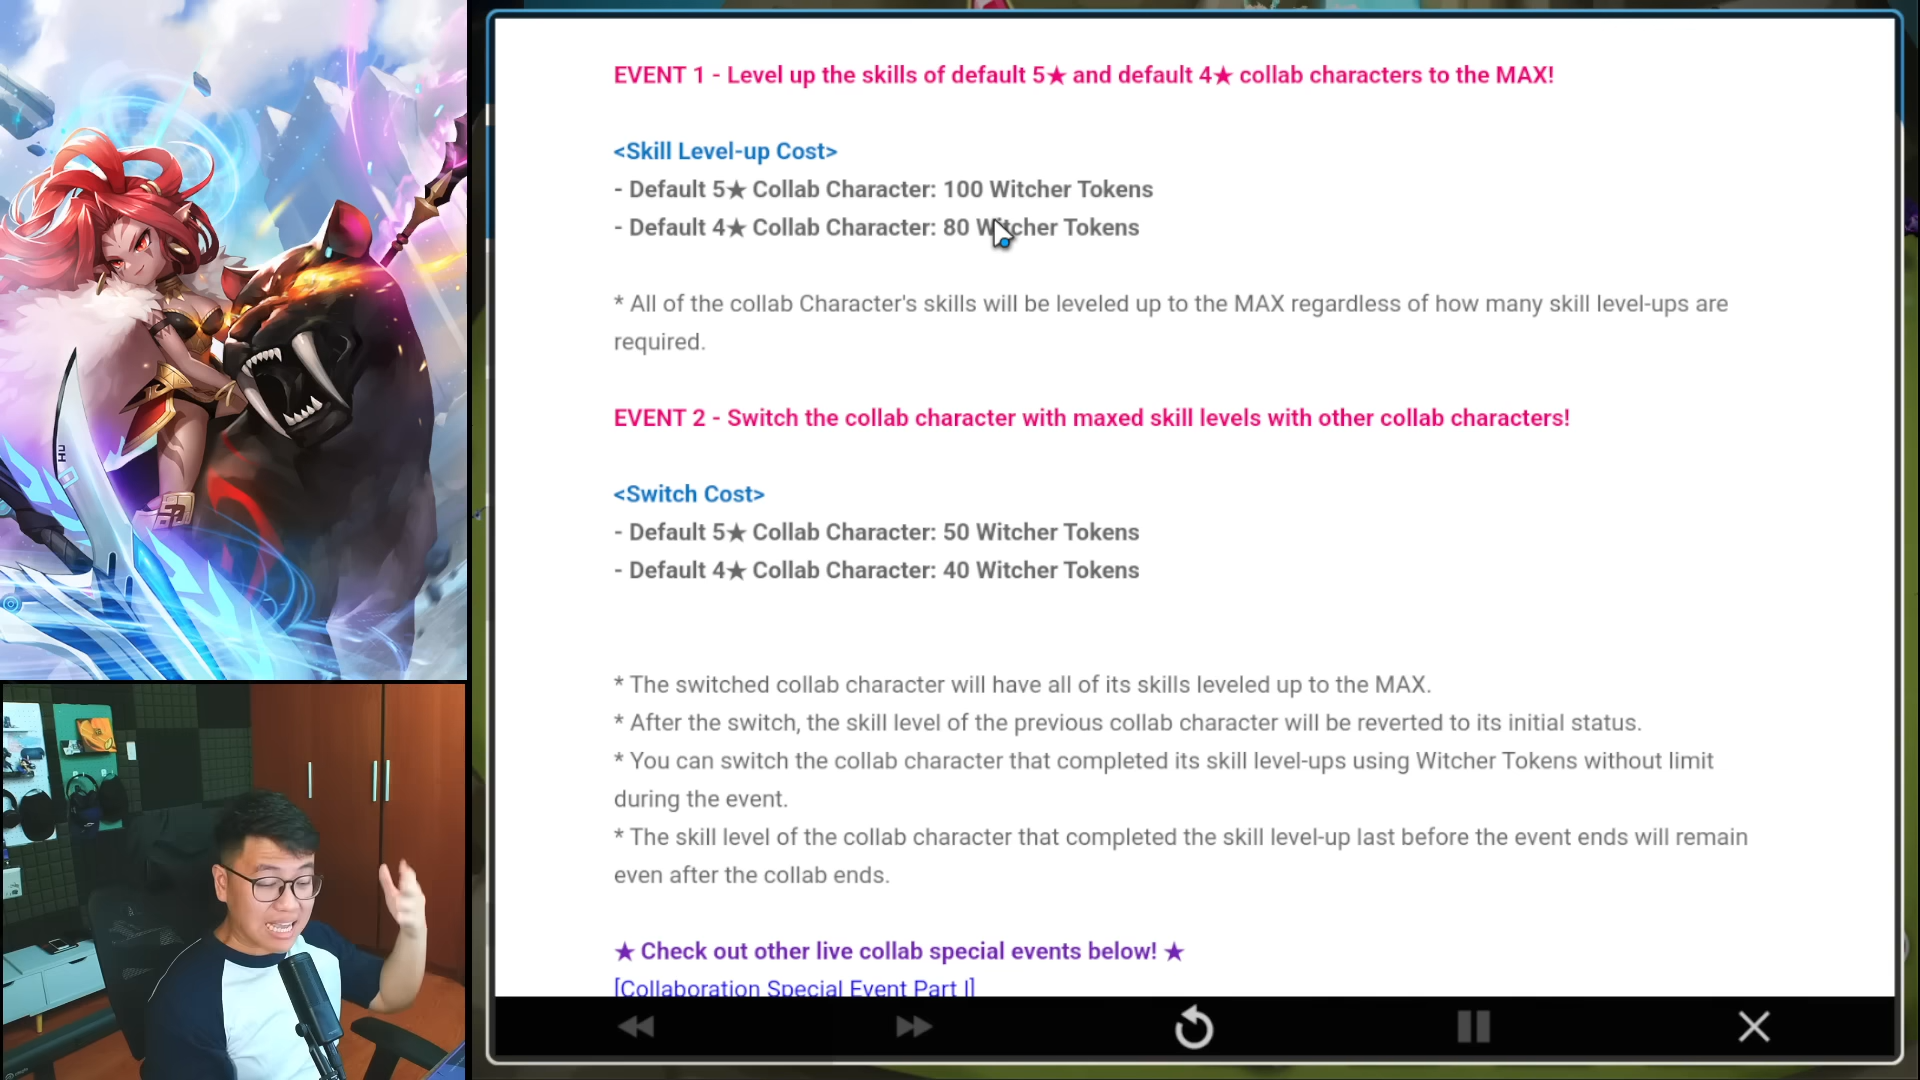 EVENT 1 - Level up the skills of default 5★ and default 4★ collab characters to the MAX!
<Skill Level-up Cost>
- Default 5★ Collab Character: 100 Witcher Tokens
- Default 4★ Collab Character: 80 Witcher Tokens
* All of the collab Character's skills will be leveled up to the MAX regardless of how many skill level-ups are
required.
EVENT 2 - Switch the collab character with maxed skill levels with other collab characters!
<Switch Cost>
- Default 5★ Collab Character: 50 Witcher Tokens
- Default 4★ Collab Character: 40 Witcher Tokens
* The switched collab character will have all of its skills leveled up to the MAX.
* After the switch, the skill level of the previous collab character will be reverted to its initial status.
* You can switch the collab character that completed its skill level-ups using Witcher Tokens without limit
during the event.
* The skill level of the collab character that completed the skill level-up last before the event ends will remain
even after the collab ends.
★ Check out other live collab special events below! ★
[Collaboration Special Event Part I]